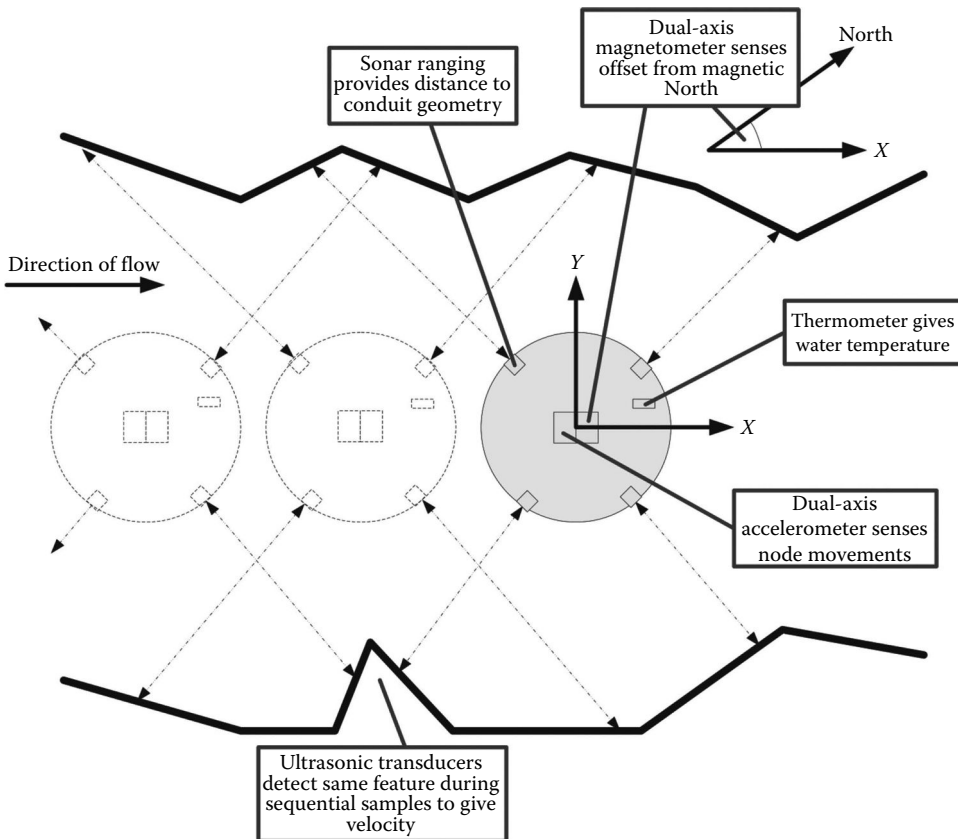 Sonar ranging
provides distance to
conduit geometry
Dual-axis
magnetometer senses
offset from magnetic
North
North
X
Direction of flow
Y
X
Thermometer gives
water temperature
Dual-axis
accelerometer senses
node movements
Ultrasonic transducers
detect same feature during
sequential samples to give
velocity